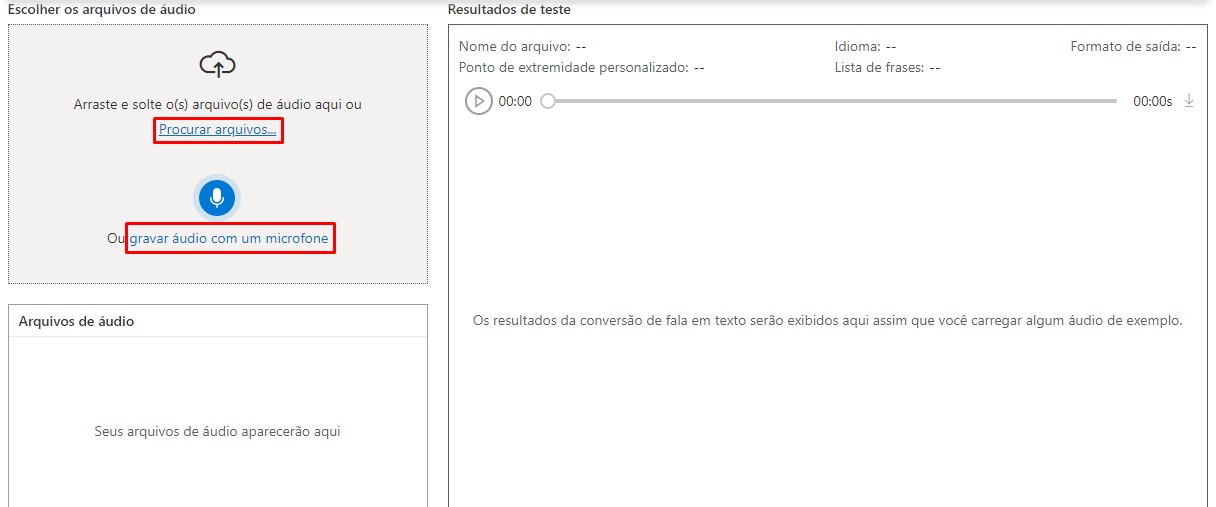 Escolher os arquivos de áudio
Arraste e solte o(s) arquivo(s) de áudio aqui ou
Procurar arquivos...
Ou gravar áudio com um microfone
Arquivos de áudio
Seus arquivos de áudio aparecerão aqui
Resultados de teste
Nome do arquivo: -- Idioma: -- Formato de saída: --
Ponto de extremidade personalizado: -- Lista de frases: --
00:00 00:00s
Os resultados da conversão de fala em texto serão exibidos aqui assim que você carregar algum áudio de exemplo.